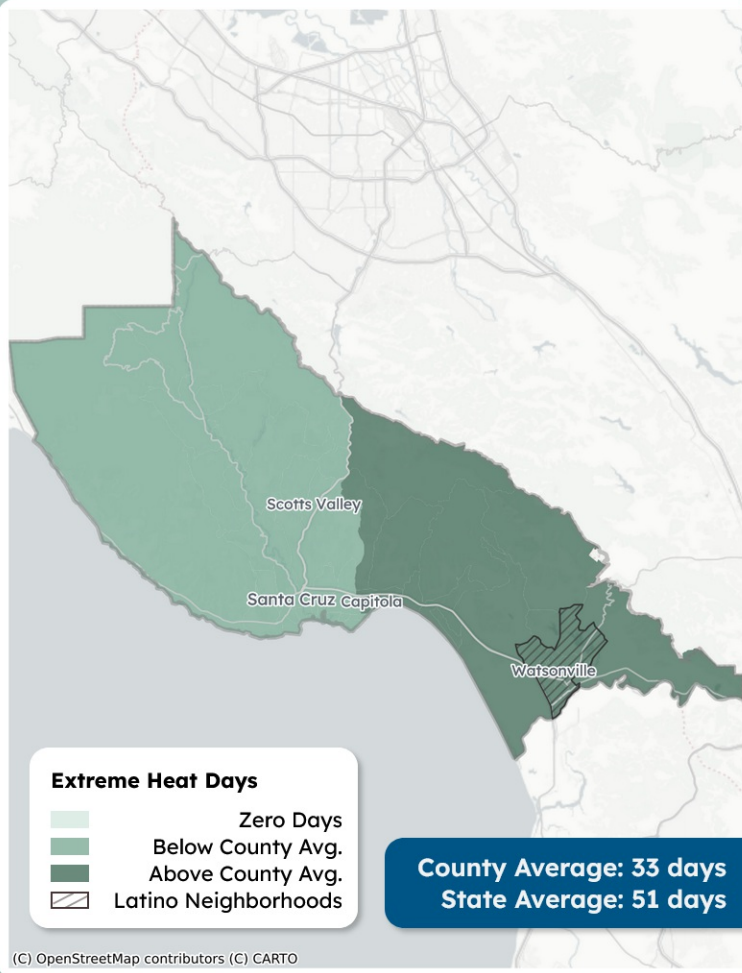 Scotts Valley
Santa Cruz
Capitola
Watsonville
Extreme Heat Days
Zero Days
Below County Avg.
Above County Avg.
Latino Neighborhoods
County Average: 33 days
State Average: 51 days
(C) OpenStreetMap contributors (C) CARTO